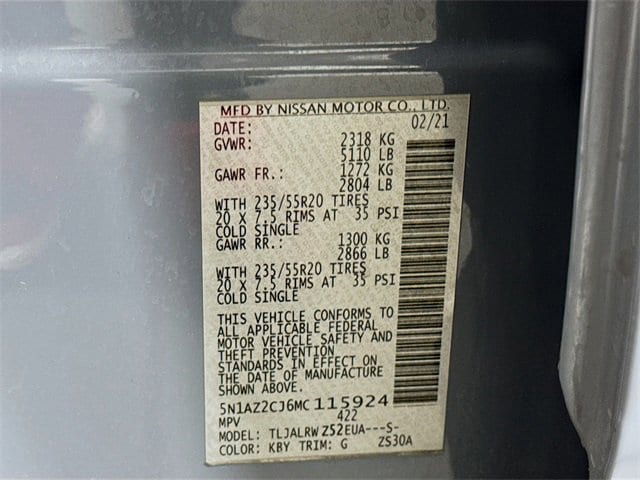 MFD BY NISSAN MOTOR CO., LTD.
DATE: 02/21
GVWR: 2318 KG
5110 LB
GAWR FR.: 1272 KG
2804 LB
WITH 235/55R20 TIRES
20 X 7.5 RIMS AT 35 PSI
COLD SINGLE
GAWR RR.: 1300 KG
2866 LB
WITH 235/55R20 TIRES
20 X 7.5 RIMS AT 35 PSI
COLD SINGLE
THIS VEHICLE CONFORMS TO
ALL APPLICABLE FEDERAL
MOTOR VEHICLE SAFETY AND
THEFT PREVENTION
STANDARDS IN EFFECT ON
THE DATE OF MANUFACTURE
SHOWN ABOVE.
5N1AZ2CJ6MC115924
MPV 422
MODEL: TLJALRWZ52EUA---S-
COLOR: KBY TRIM: G ZS30A